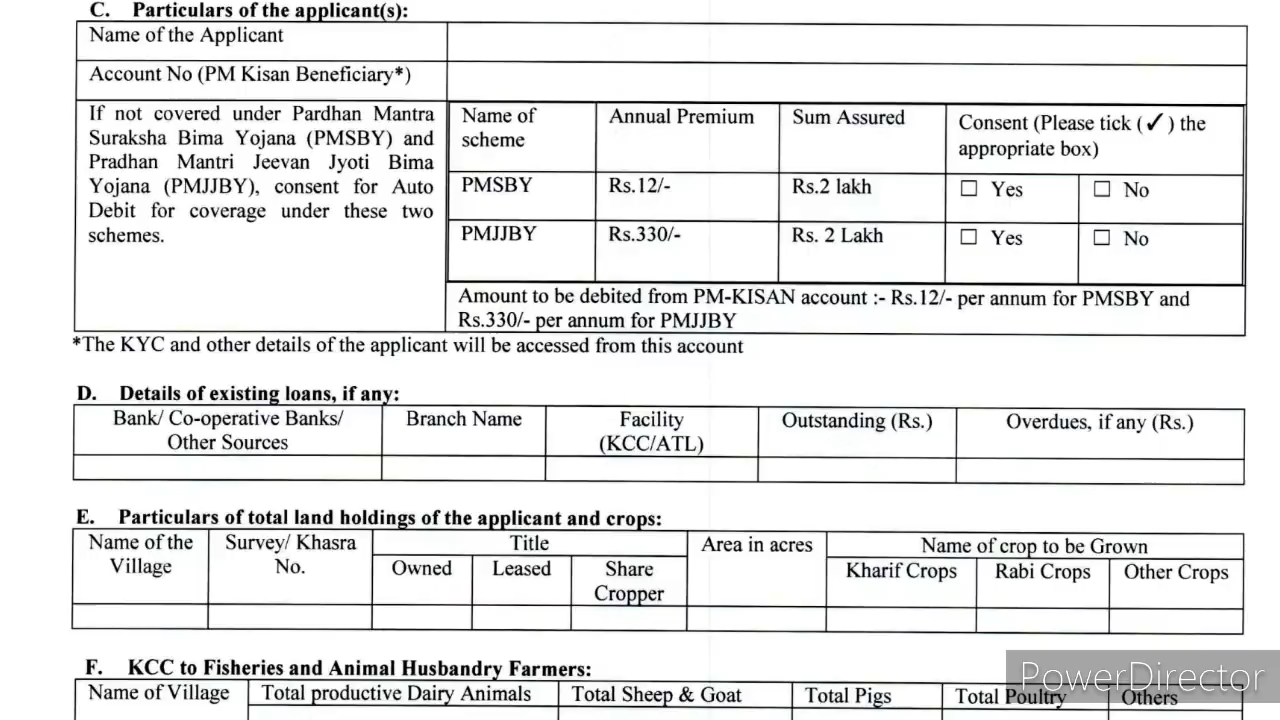 C. Particulars of the applicant(s):
Name of the Applicant
Account No (PM Kisan Beneficiary*)
If not covered under Pardhan Mantra
Suraksha Bima Yojana (PMSBY) and
Pradhan Mantri Jeevan Jyoti Bima
Yojana (PMJJBY), consent for Auto
Debit for coverage under these two
schemes.
Name of scheme
Annual Premium
Sum Assured
Consent (Please tick (✓) the
appropriate box)
PMSBY Rs.12/- Rs.2 lakh ☐ Yes ☐ No
PMJJBY Rs.330/- Rs. 2 Lakh ☐ Yes ☐ No
Amount to be debited from PM-KISAN account :- Rs.12/- per annum for PMSBY and
Rs.330/- per annum for PMJJBY
*The KYC and other details of the applicant will be accessed from this account
D. Details of existing loans, if any:
Bank/ Co-operative Banks/
Other Sources
Branch Name
Facility
(KCC/ATL)
Outstanding (Rs.)
Overdues, if any (Rs.)
E. Particulars of total land holdings of the applicant and crops:
Name of the
Village
Survey/ Khasra
No.
Title
Owned
Leased
Share
Cropper
Area in acres
Name of crop to be Grown
Kharif Crops
Rabi Crops
Other Crops
F. KCC to Fisheries and Animal Husbandry Farmers:
Name of Village
Total productive Dairy Animals
Total Sheep & Goat
Total Pigs
Total Poultry
Others
PowerDirector